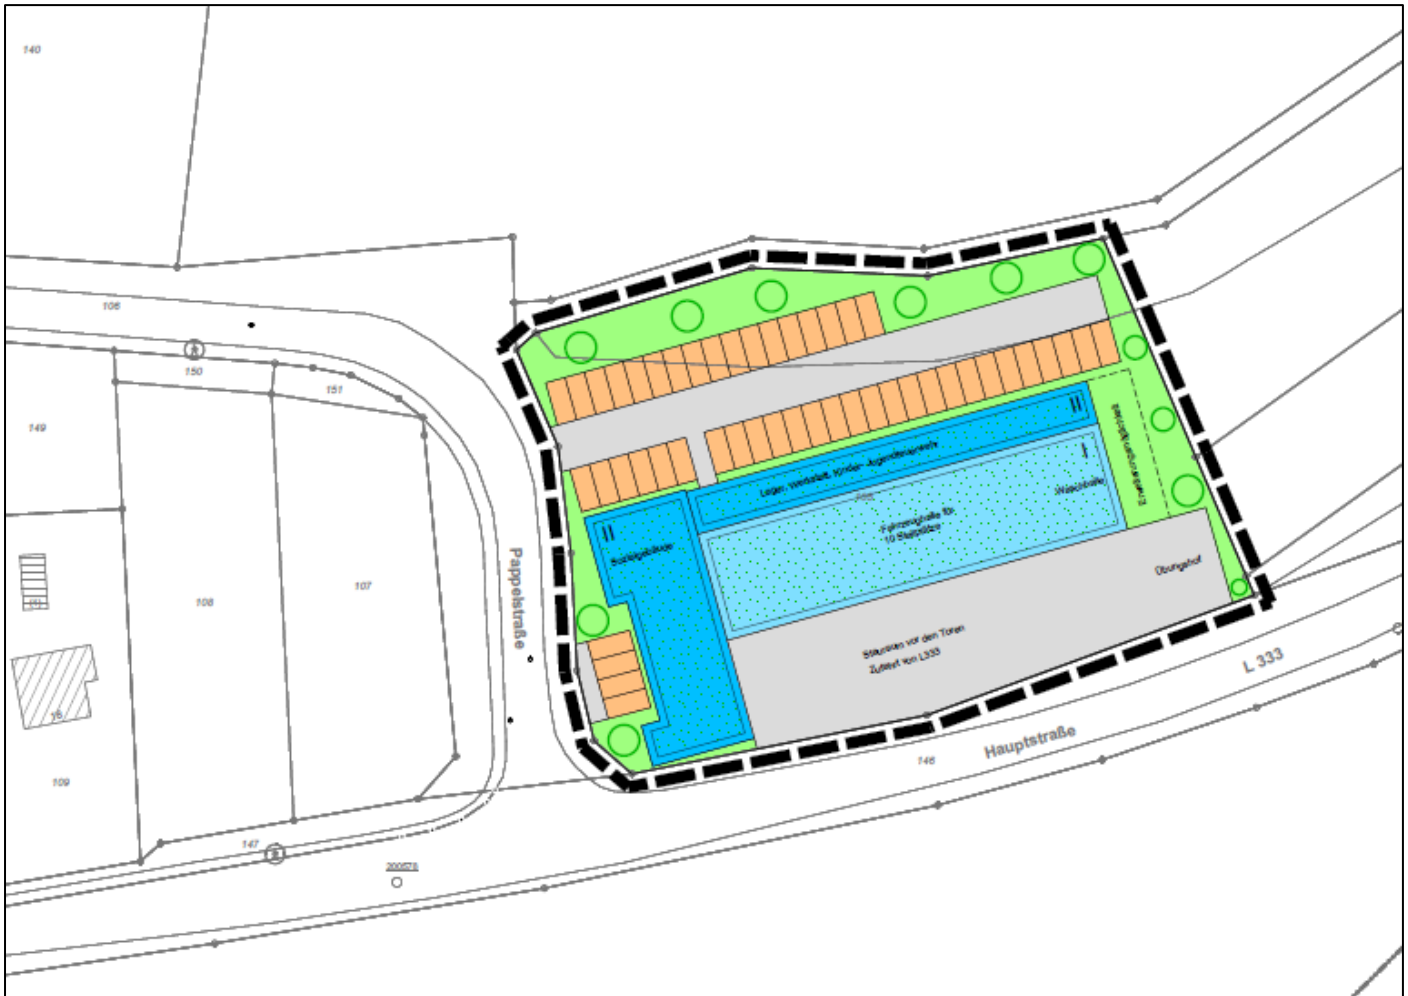 140
106
150
151
149
108
107
109
147
200578
146
Pappelstraße
Hauptstraße
L 333
Lager, Werkstatt, Kinder- Jugendfeuerwehr
II
I
Waschhalle
Fahrzeughalle für
10 Stellplätze
II
Sozialgebäude
Übungshof
Stauraum vor den Toren
Zufahrt von L333